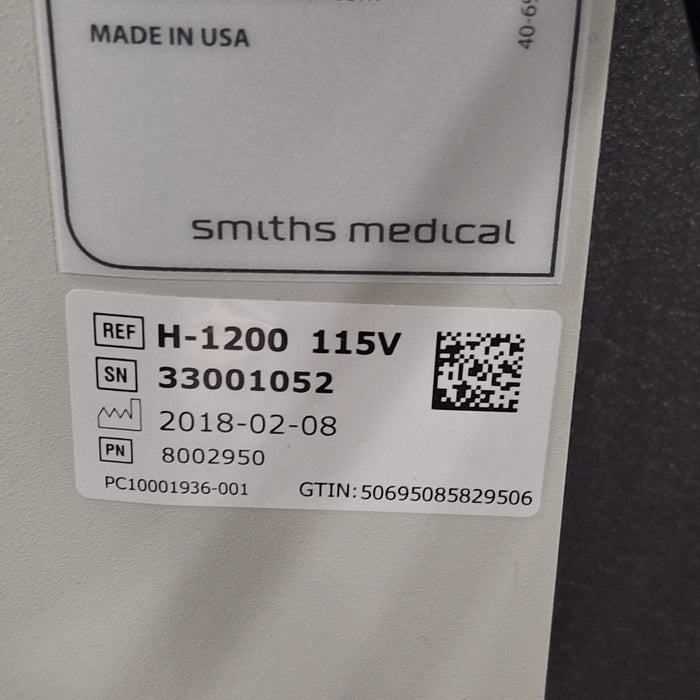 MADE IN USA
40-69
smiths medical
REF H-1200 115V
SN 33001052
2018-02-08
PN 8002950
PC10001936-001 GTIN:50695085829506